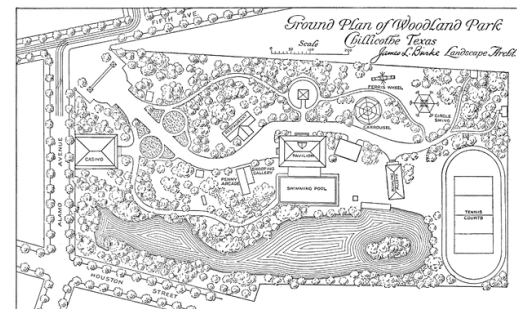 Ground Plan of Woodland Park
Chillicothe Texas
James L. Burke Landscape Archt.
Scale
FIFTH AVE.
FERRIS WHEEL
CIRCLE
SWING
CARROUSEL
ALAMO AVENUE
CASINO
PAVILION
SHOOTING
GALLERY
PENNY
ARCADE
SWIMMING POOL
TENNIS
COURTS
HOUSTON
STREET